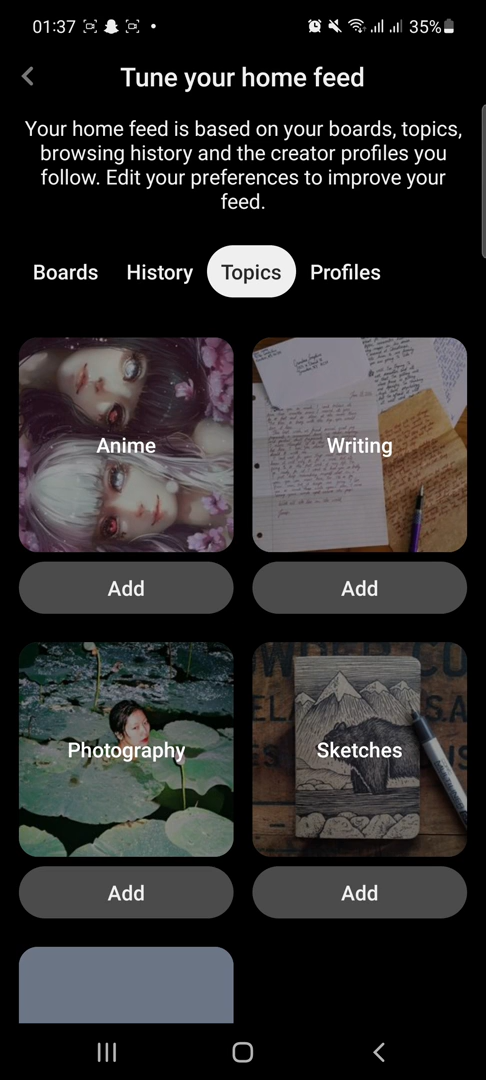 01:37
35%
Tune your home feed
Your home feed is based on your boards, topics,
browsing history and the creator profiles you
follow. Edit your preferences to improve your
feed.
Boards
History
Topics
Profiles
Anime
Writing
Add
Add
Photography
Sketches
Add
Add